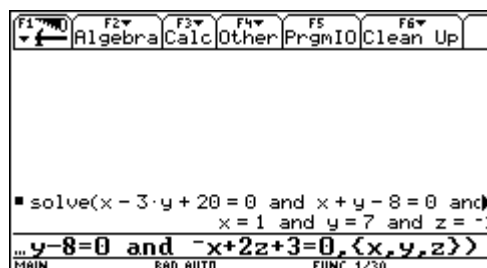 F1 F2 F3 F4 F5 F6
Algebra Calc Other PrgmIO Clean Up
solve(x - 3·y + 20 = 0 and x + y - 8 = 0 and
x = 1 and y = 7 and z = -
…y-8=0 and -x+2z+3=0,{x,y,z})
MAIN RAD AUTO FUNC 1/30